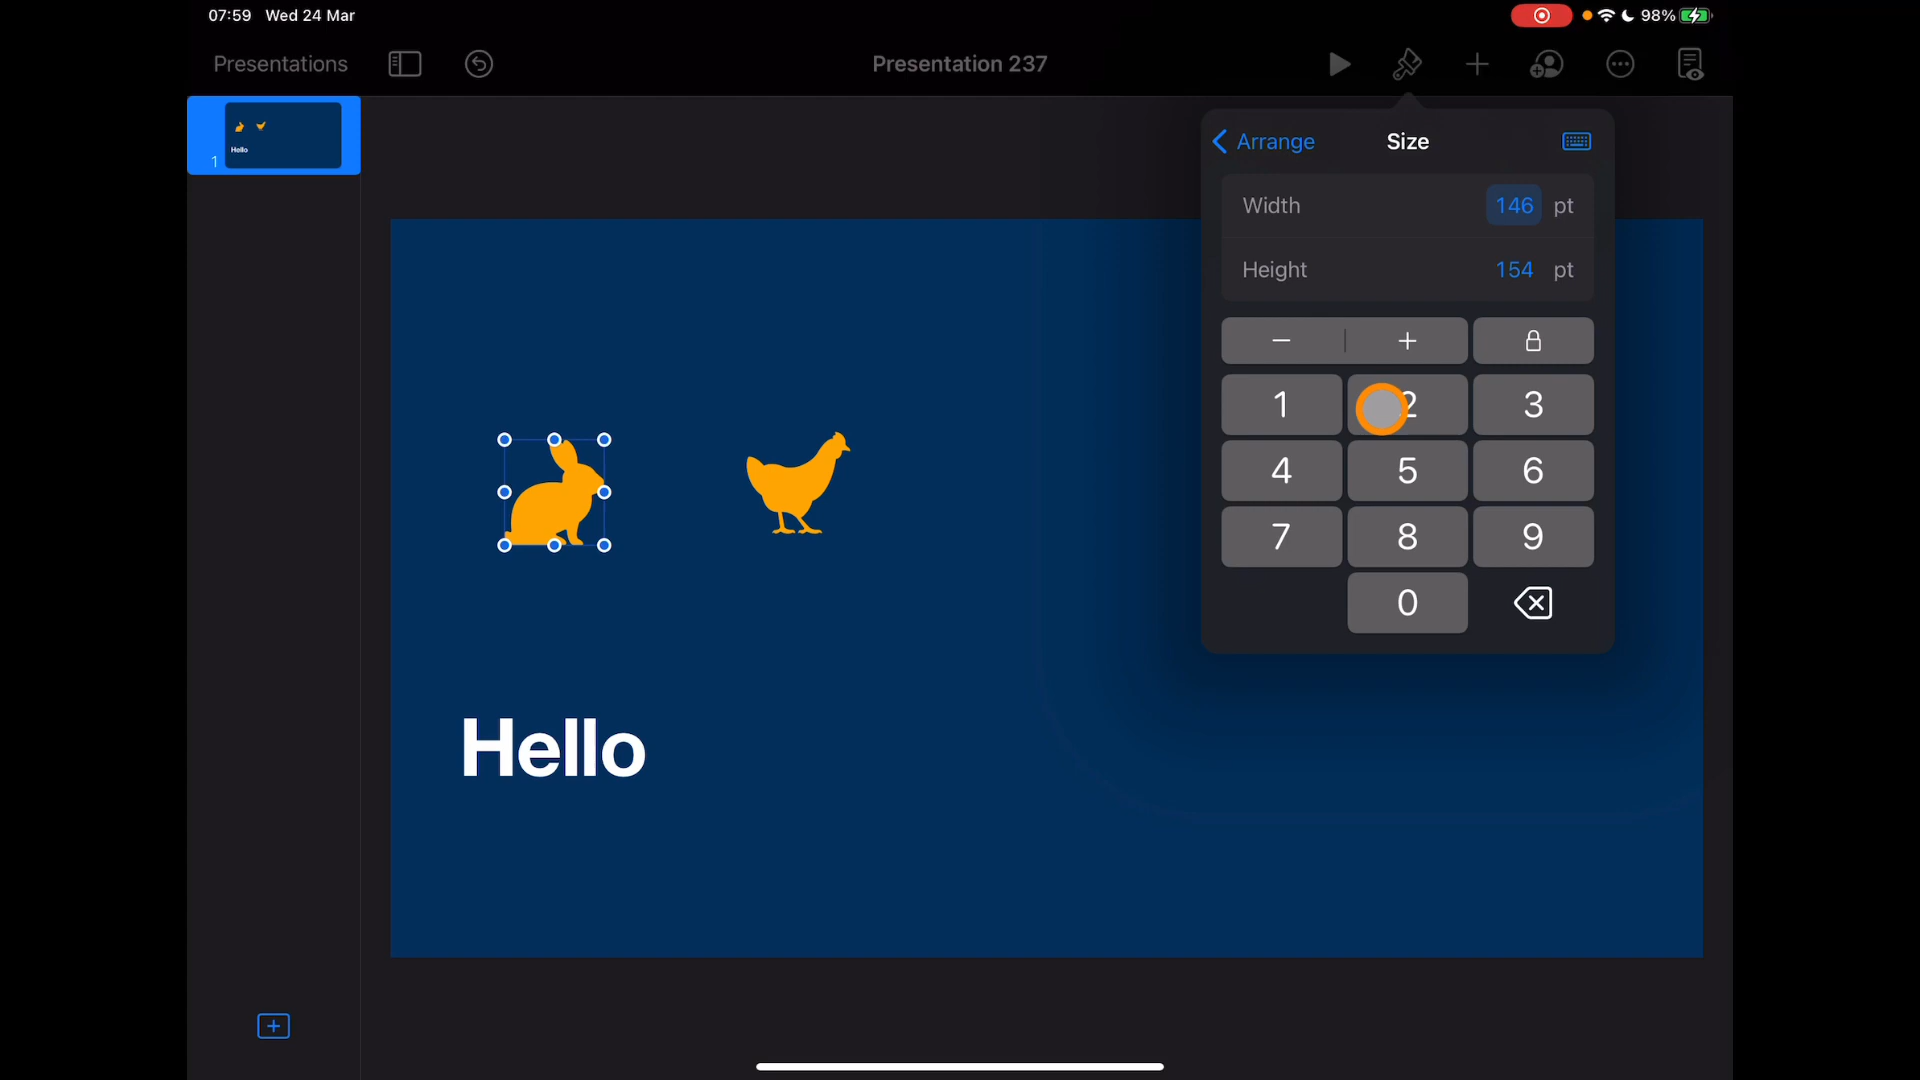 07:59 Wed 24 Mar
98%
Presentations
Presentation 237
Hello
1
Arrange
Size
Width 146 pt
Height 154 pt
− +
1 2 3
4 5 6
7 8 9
0
Hello